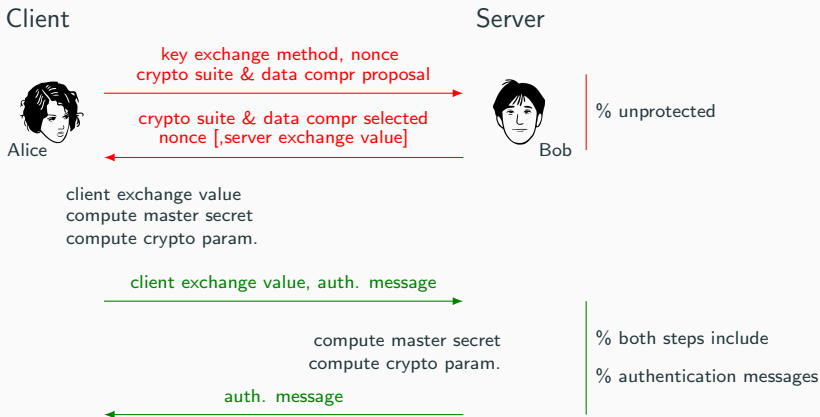 Client
Server
key exchange method, nonce
crypto suite & data compr proposal
crypto suite & data compr selected
nonce [,server exchange value]
% unprotected
Alice
Bob
client exchange value
compute master secret
compute crypto param.
client exchange value, auth. message
compute master secret
compute crypto param.
% both steps include
% authentication messages
auth. message